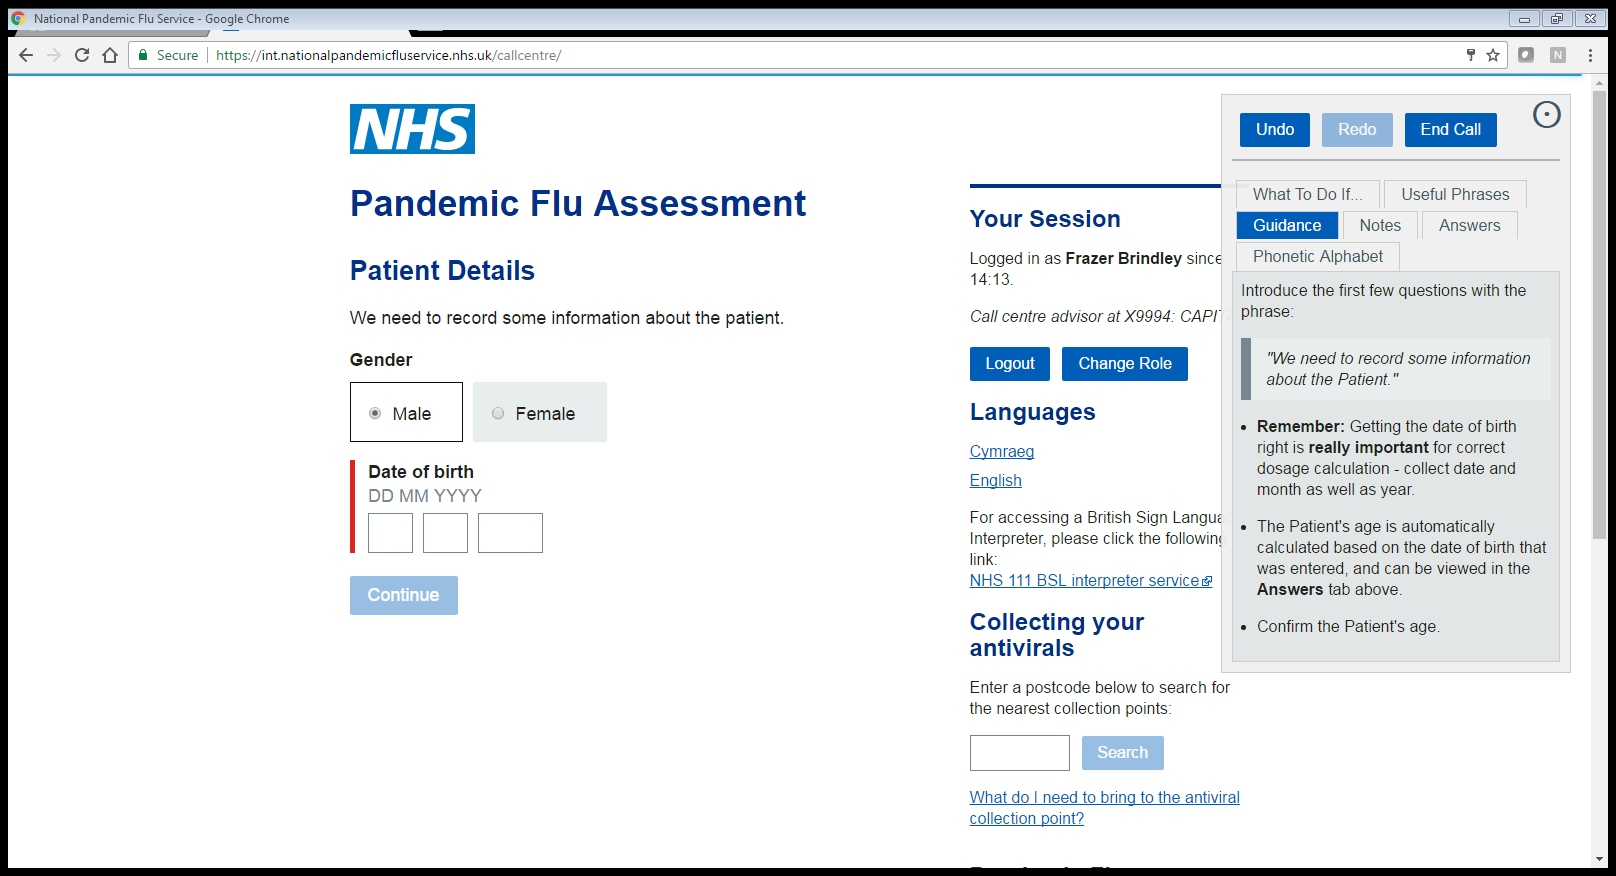 National Pandemic Flu Service - Google Chrome
Secure
https://int.nationalpandemicfluservice.nhs.uk/callcentre/
N
NHS
Pandemic Flu Assessment
Patient Details
We need to record some information about the patient.
Gender
Male
Female
Date of birth
DD MM YYYY
Continue
Your Session
Logged in as Frazer Brindley since
14:13.
Call centre advisor at X9994:
Logout
Change Role
Languages
Cymraeg
English
For accessing a British Sign
Interpreter, please click the following
link:
NHS 111 BSL interpreter service
Collecting your
antivirals
Enter a postcode below to search for
the nearest collection points:
Search
What do I need to bring to the antiviral
collection point?
Undo
Redo
End Call
What To Do If...
Useful Phrases
Guidance
Notes
Answers
Phonetic Alphabet
Introduce the first few questions with the
phrase:
"We need to record some information
about the Patient."
Remember: Getting the date of birth
right is really important for correct
dosage calculation - collect date and
month as well as year.
The Patient's age is automatically
calculated based on the date of birth that
was entered, and can be viewed in the
Answers tab above.
Confirm the Patient's age.